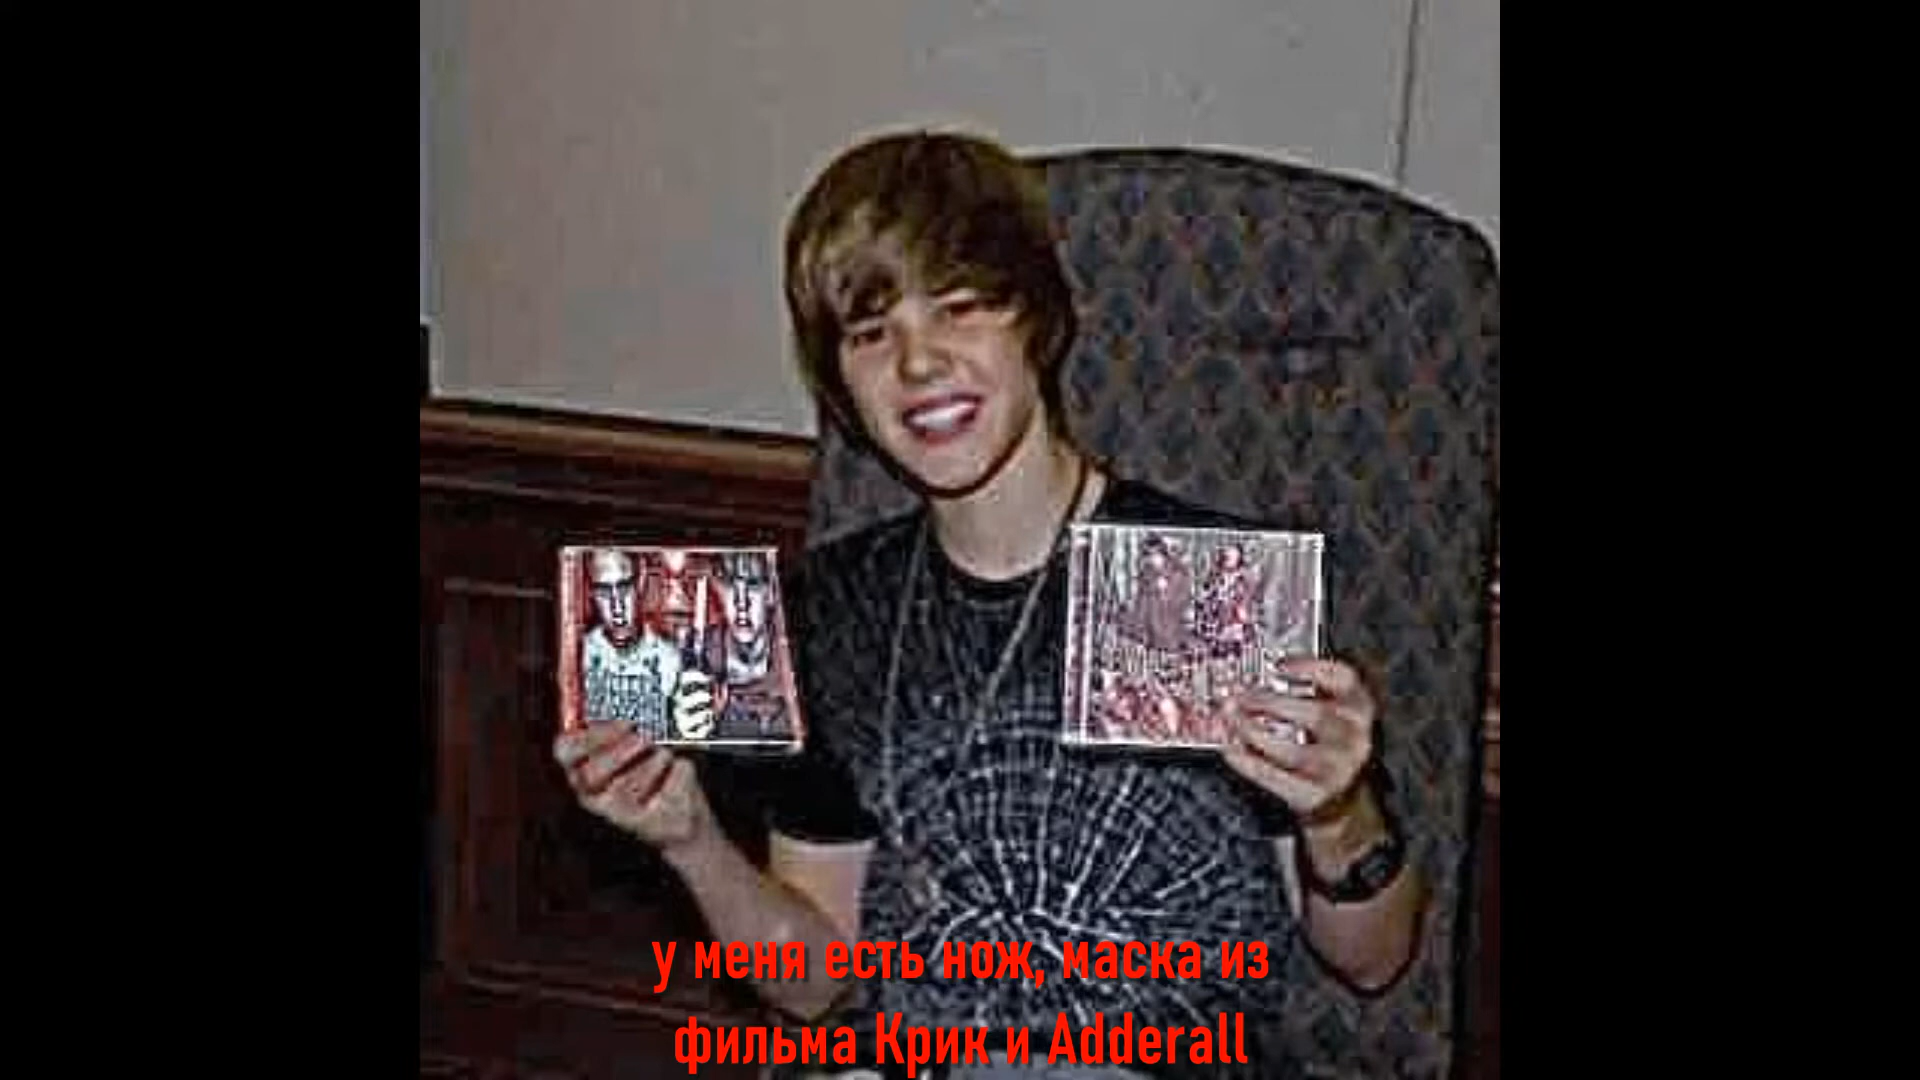 у меня есть нож, маска из
фильма Крик и Adderall